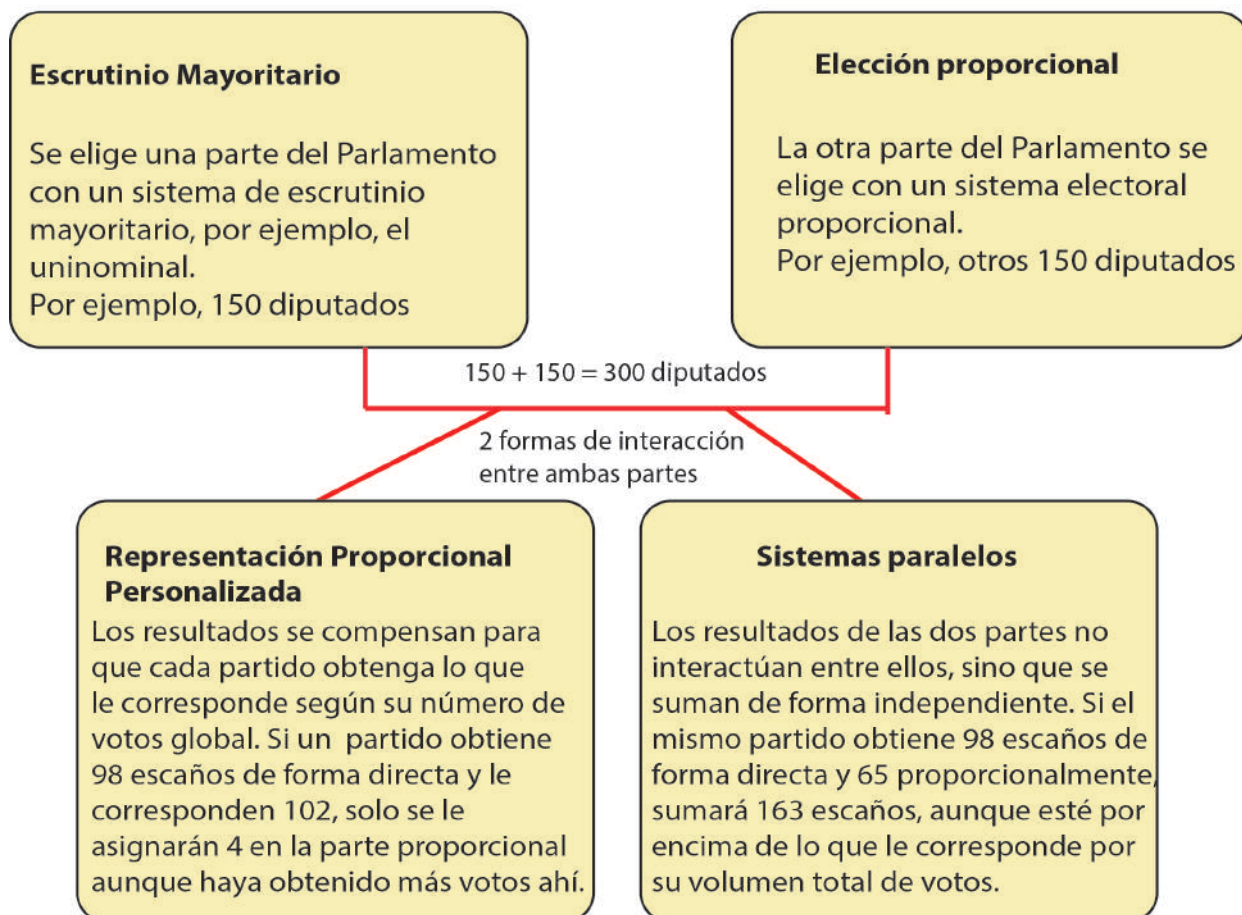 Escrutinio Mayoritario
Se elige una parte del Parlamento
con un sistema de escrutinio
mayoritario, por ejemplo, el
uninominal.
Por ejemplo, 150 diputados
Elección proporcional
La otra parte del Parlamento se
elige con un sistema electoral
proporcional.
Por ejemplo, otros 150 diputados
150 + 150 = 300 diputados
2 formas de interacción
entre ambas partes
Representación Proporcional
Personalizada
Los resultados se compensan para
que cada partido obtenga lo que
le corresponde según su número de
votos global. Si un partido obtiene
98 escaños de forma directa y le
corresponden 102, solo se le
asignarán 4 en la parte proporcional
aunque haya obtenido más votos ahí.
Sistemas paralelos
Los resultados de las dos partes no
interactúan entre ellos, sino que se
suman de forma independiente. Si el
mismo partido obtiene 98 escaños de
forma directa y 65 proporcionalmente,
sumará 163 escaños, aunque esté por
encima de lo que le corresponde por
su volumen total de votos.